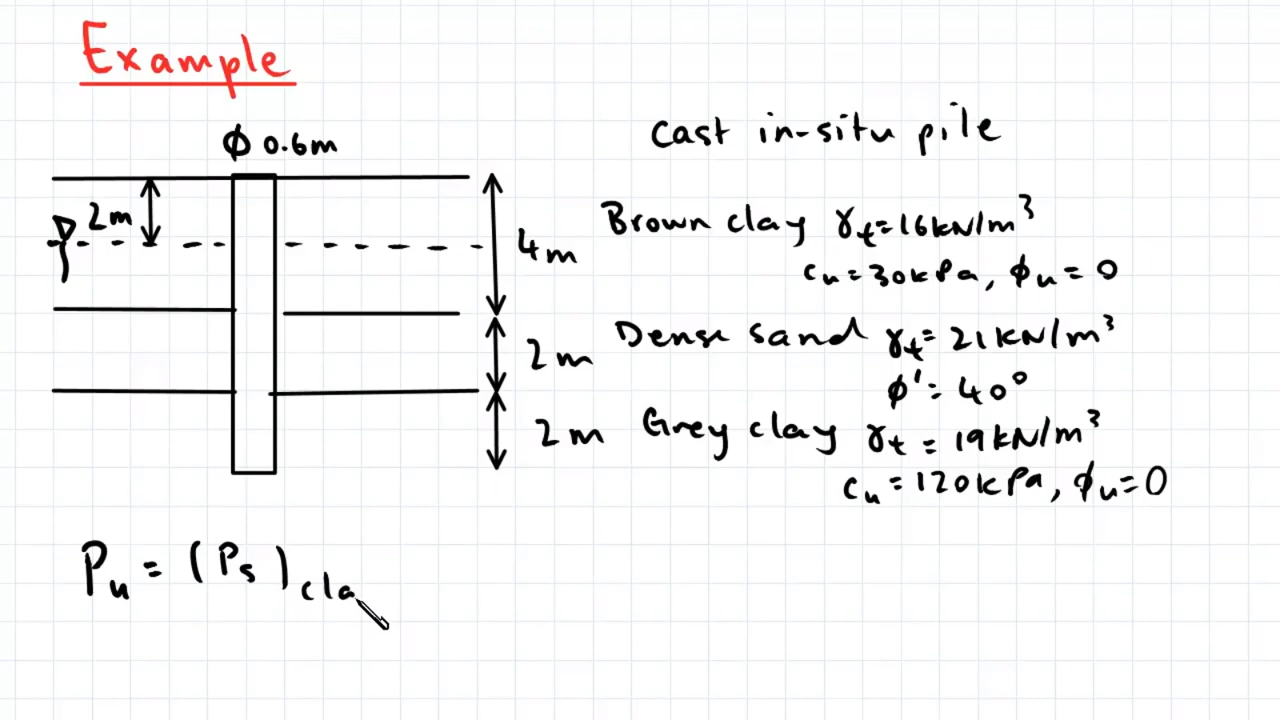 Example
ϕ 0.6m
cast in-situ pile
2m
4m
Brown clay γt=16kN/m³
cu=30kPa, ϕu=0
2m
Dense sand γt=21kN/m³
ϕ'=40°
2m
Grey clay γt=19kN/m³
cu=120kPa, ϕu=0
Pu = (Ps)cla